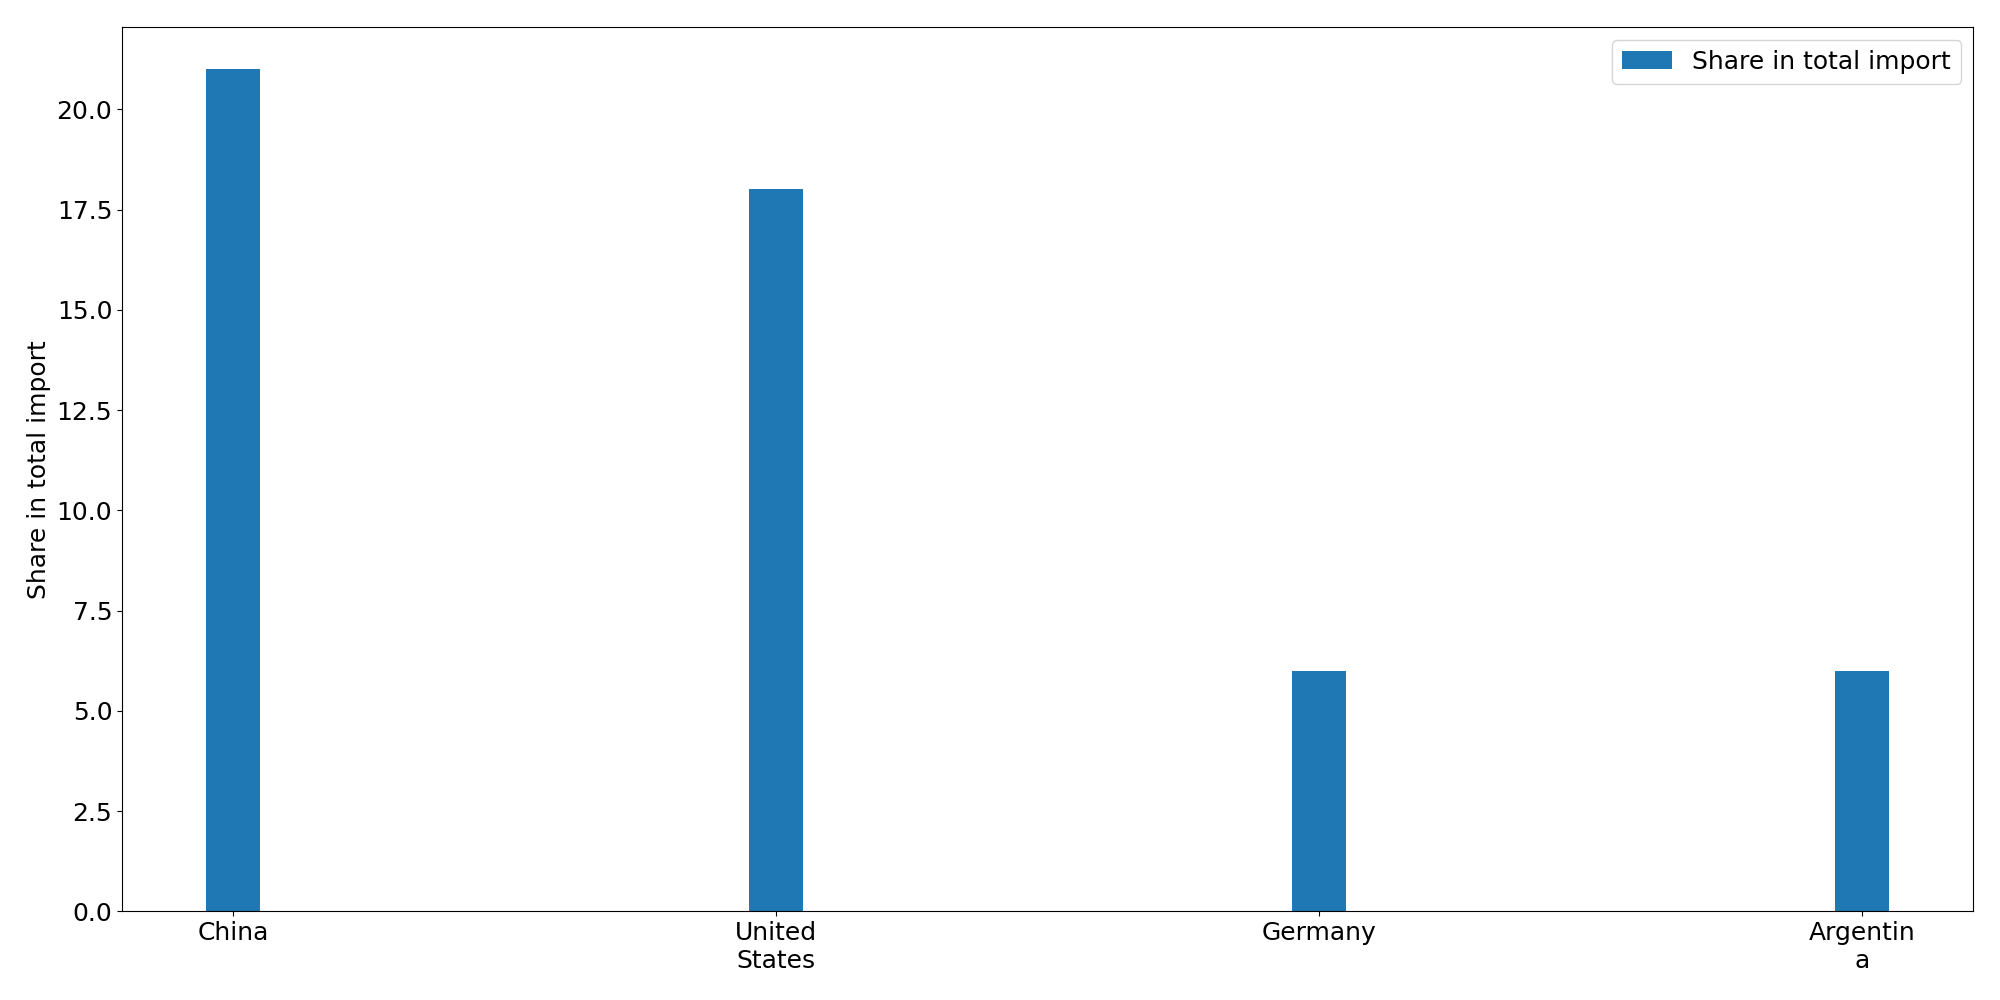 Share in total import
Share in total import
20.0
17.5
15.0
12.5
10.0
7.5
5.0
2.5
0.0
China
United
States
Germany
Argentin
a